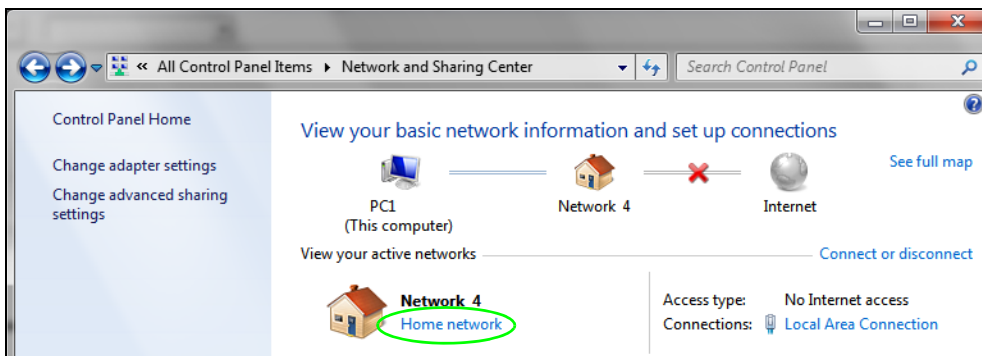 « All Control Panel Items ▸ Network and Sharing Center
Search Control Panel
Control Panel Home
Change adapter settings
Change advanced sharing
settings
View your basic network information and set up connections
See full map
PC1
(This computer)
Network 4
Internet
View your active networks
Connect or disconnect
Network 4
Home network
Access type: No Internet access
Connections: Local Area Connection